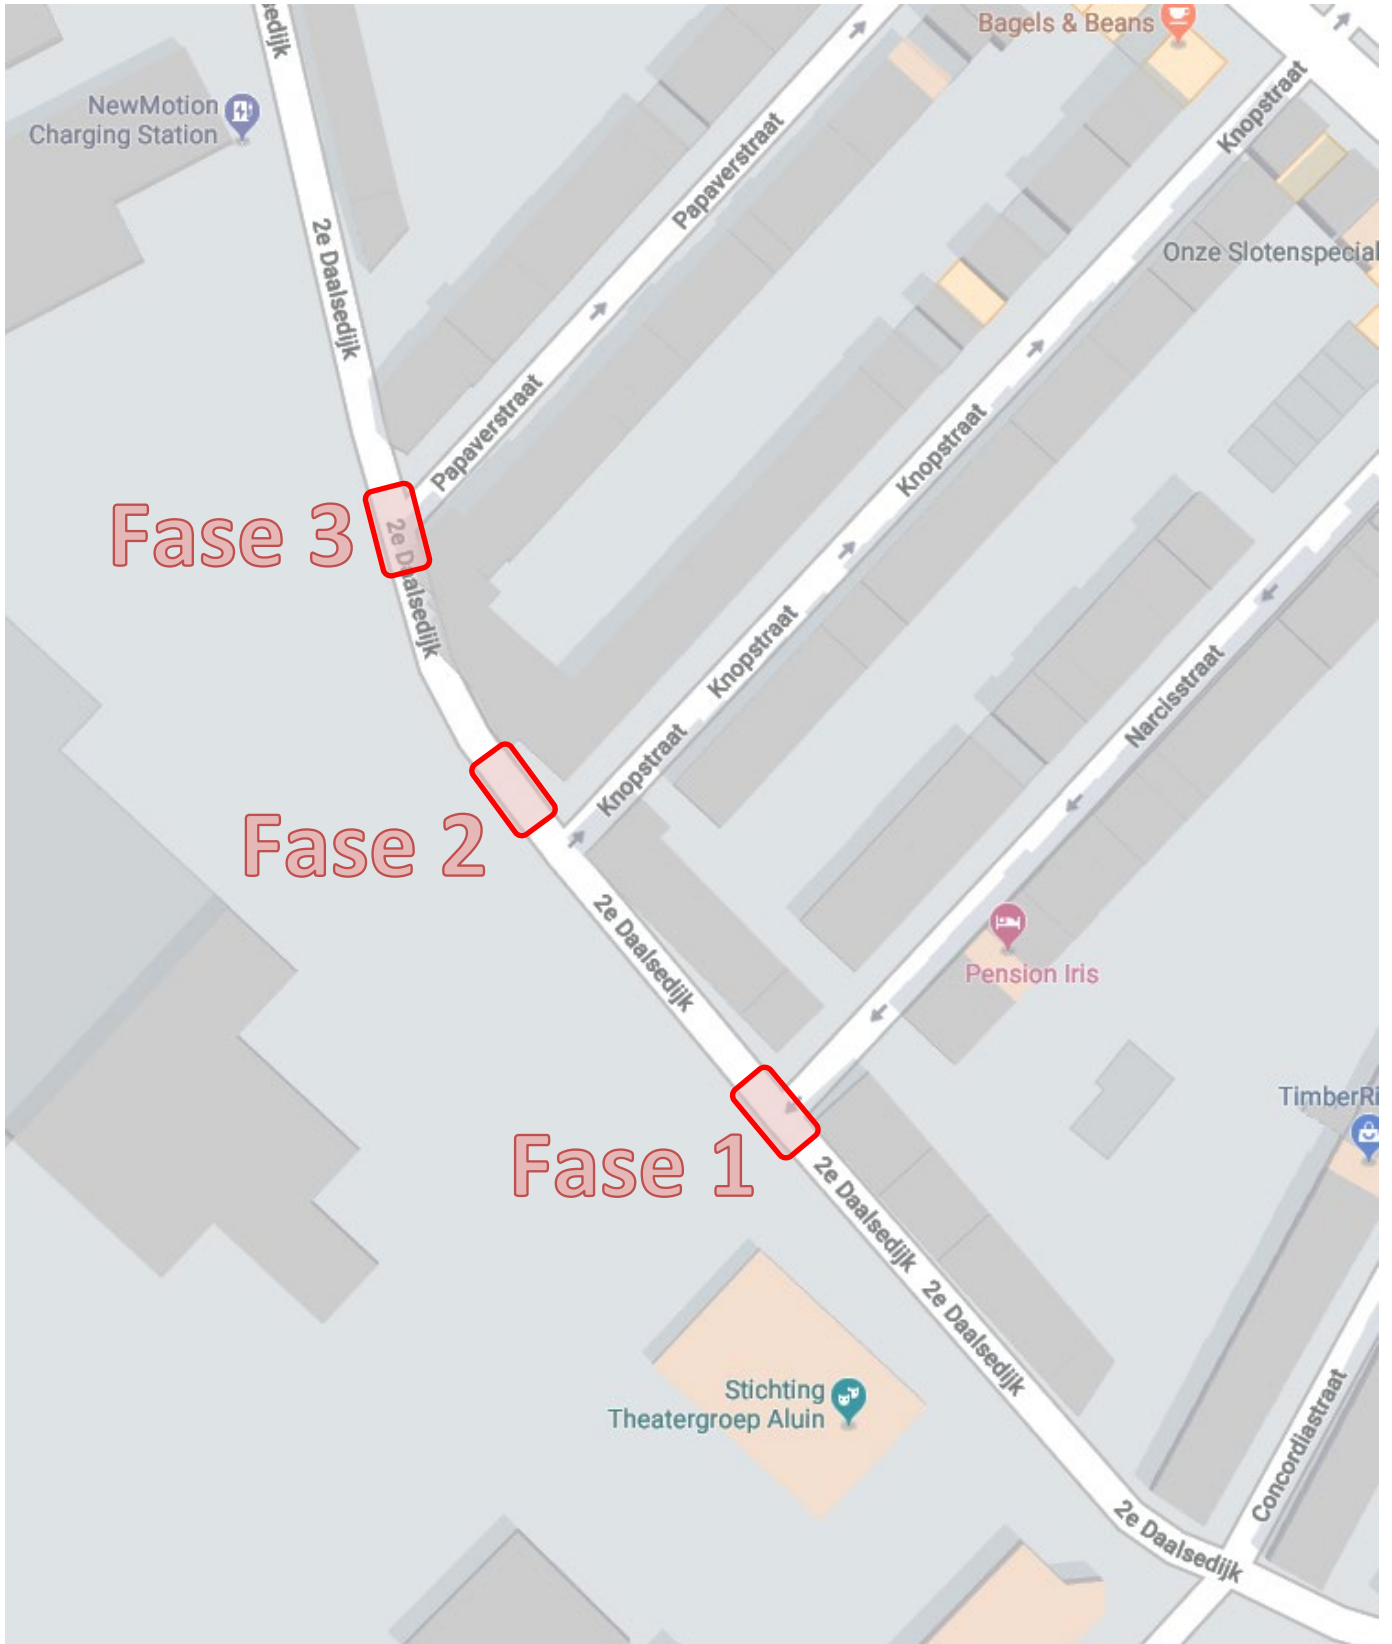 edijk
Bagels & Beans
NewMotion
Charging Station
Knopstraat
Papaverstraat
2e Daalsedijk
Onze Slotenspecial
Papaverstraat
Knopstraat
Fase 3
2e Daalsedijk
Knopstraat
Narcisstraat
Knopstraat
Fase 2
2e Daalsedijk
Pension Iris
TimberRi
Fase 1
2e Daalsedijk
2e Daalsedijk
Stichting
Theatergroep Aluin
Concordiastraat
2e Daalsedijk